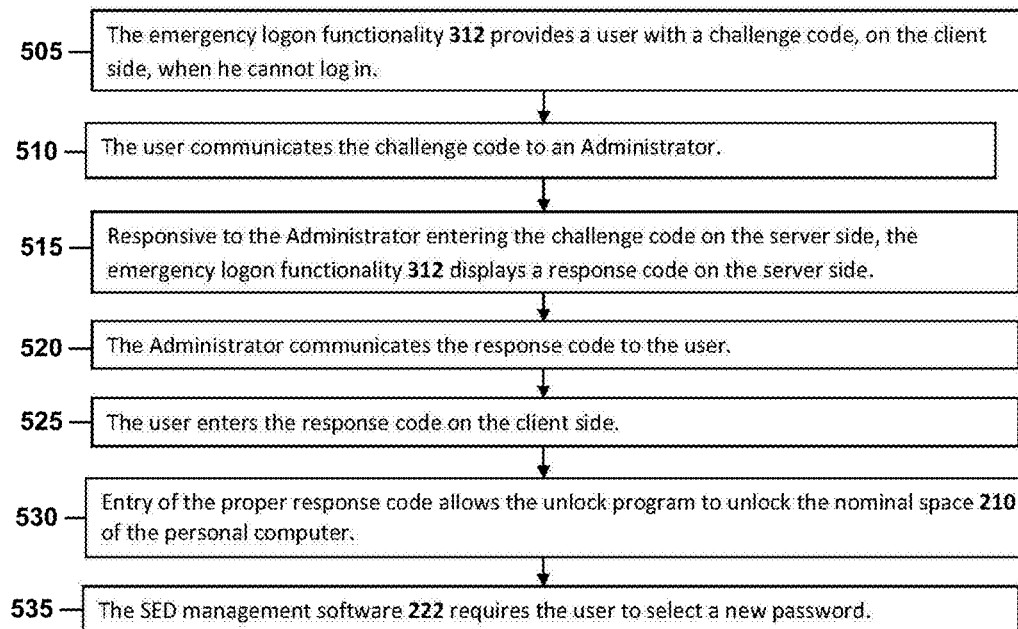 505
The emergency logon functionality 312 provides a user with a challenge code, on the client
side, when he cannot log in.
510
The user communicates the challenge code to an Administrator.
515
Responsive to the Administrator entering the challenge code on the server side, the
emergency logon functionality 312 displays a response code on the server side.
520
The Administrator communicates the response code to the user.
525
The user enters the response code on the client side.
530
Entry of the proper response code allows the unlock program to unlock the nominal space 210
of the personal computer.
535
The SED management software 222 requires the user to select a new password.